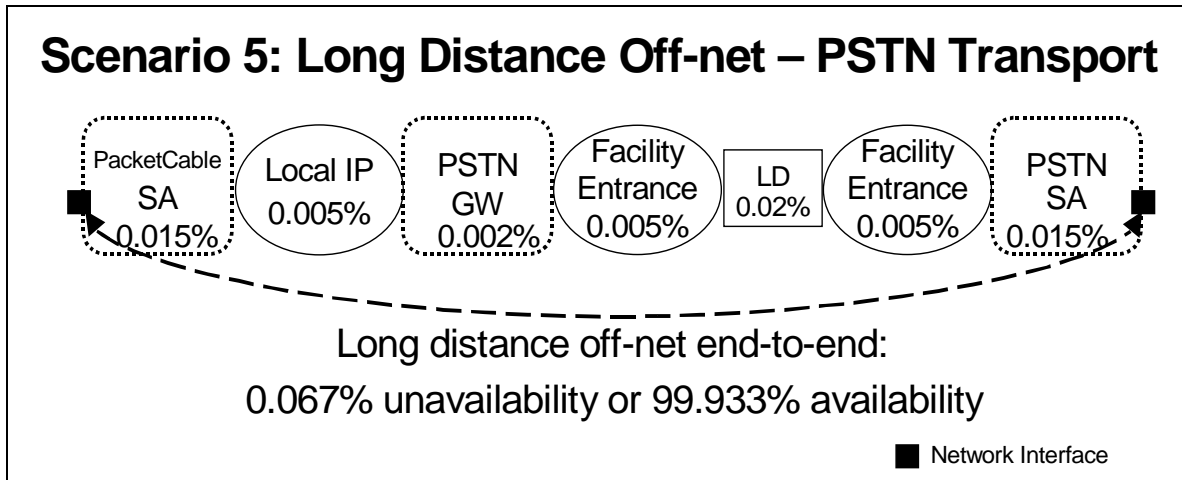 Scenario 5: Long Distance Off-net – PSTN Transport
PacketCable
SA
0.015%
Local IP
0.005%
PSTN
GW
0.002%
Facility
Entrance
0.005%
LD
0.02%
Facility
Entrance
0.005%
PSTN
SA
0.015%
Long distance off-net end-to-end:
0.067% unavailability or 99.933% availability
Network Interface